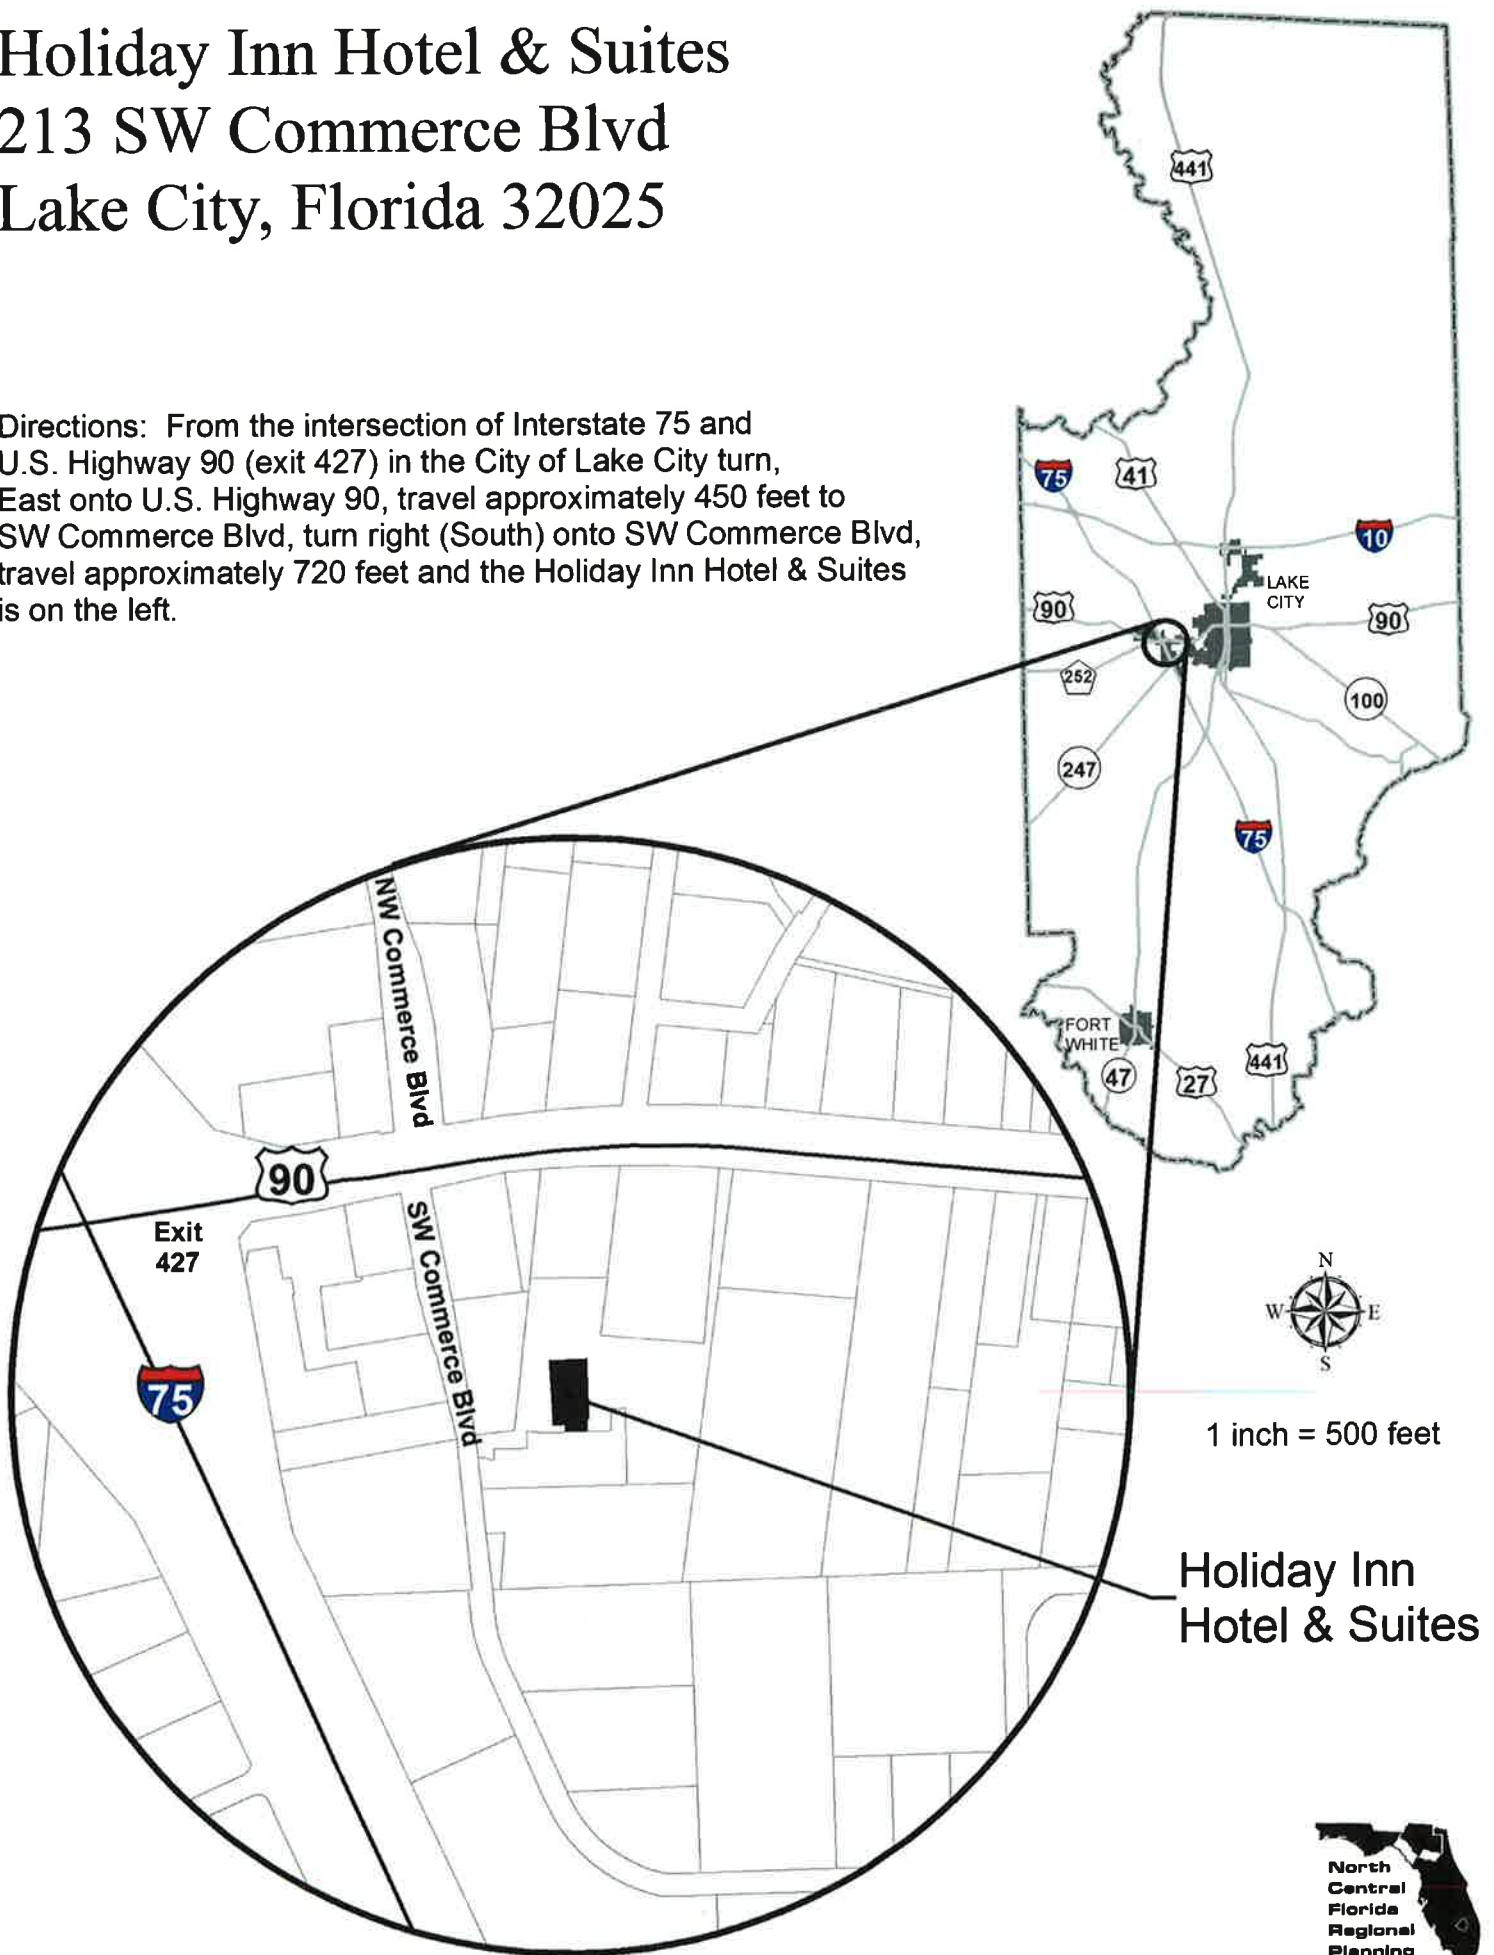 Holiday Inn Hotel & Suites
213 SW Commerce Blvd
Lake City, Florida 32025
Directions: From the intersection of Interstate 75 and
U.S. Highway 90 (exit 427) in the City of Lake City turn,
East onto U.S. Highway 90, travel approximately 450 feet to
SW Commerce Blvd, turn right (South) onto SW Commerce Blvd,
travel approximately 720 feet and the Holiday Inn Hotel & Suites
is on the left.
441
75
41
10
LAKE
CITY
90
90
252
100
247
75
FORT
WHITE
47
27
441
NW Commerce Blvd
90
Exit
427
SW Commerce Blvd
75
N
W
E
S
1 inch = 500 feet
Holiday Inn
Hotel & Suites
North
Central
Florida
Regional
Planning